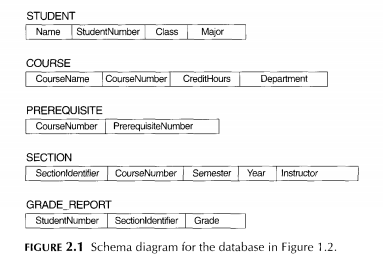 STUDENT
Name StudentNumber Class Major
COURSE
CourseName CourseNumber CreditHours Department
PREREQUISITE
CourseNumber PrerequisiteNumber
SECTION
SectionIdentifier CourseNumber Semester Year Instructor
GRADE_REPORT
StudentNumber SectionIdentifier Grade
FIGURE 2.1 Schema diagram for the database in Figure 1.2.